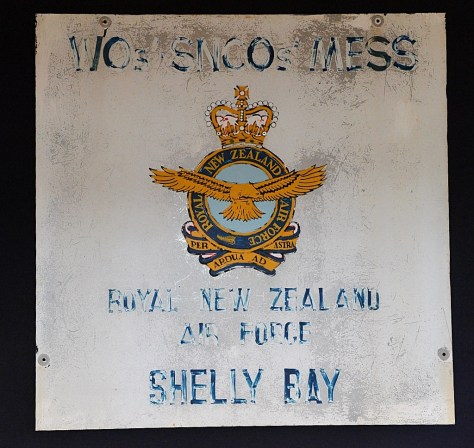 WOs' SNCOs' MESS
NEW ZEALAND
ROYAL AIR FORCE
PER ASTRA
ARDUA AD
ROYAL NEW ZEALAND
AIR FORCE
SHELLY BAY